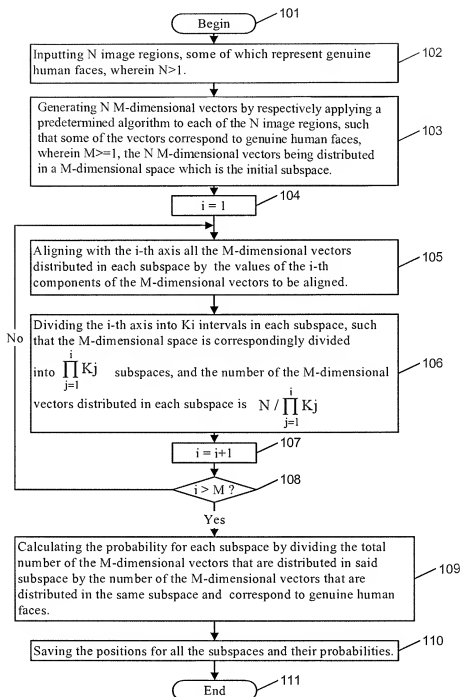 Begin
101
Inputting N image regions, some of which represent genuine
human faces, wherein N>1.
102
Generating N M-dimensional vectors by respectively applying a
predetermined algorithm to each of the N image regions, such
that some of the vectors correspond to genuine human faces,
wherein M>=1, the N M-dimensional vectors being distributed
in a M-dimensional space which is the initial subspace.
103
i = 1
104
Aligning with the i-th axis all the M-dimensional vectors
distributed in each subspace by the values of the i-th
components of the M-dimensional vectors to be aligned.
105
No
Dividing the i-th axis into Ki intervals in each subspace, such
that the M-dimensional space is correspondingly divided
into ∏ i j=1 Kj subspaces, and the number of the M-dimensional
vectors distributed in each subspace is N / ∏ i j=1 Kj
106
i = i+1
107
i > M ?
108
Yes
Calculating the probability for each subspace by dividing the total
number of the M-dimensional vectors that are distributed in said
subspace by the number of the M-dimensional vectors that are
distributed in the same subspace and correspond to genuine human
faces.
109
Saving the positions for all the subspaces and their probabilities.
110
End
111